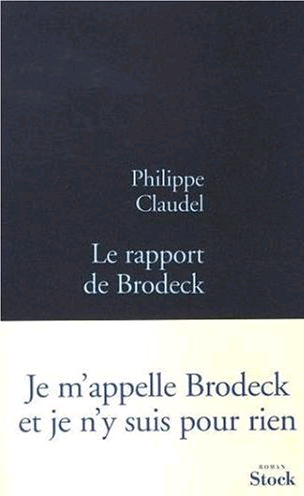 Philippe
Claudel
Le rapport
de Brodeck
Je m'appelle Brodeck
et je n'y suis pour rien
ROMAN
Stock